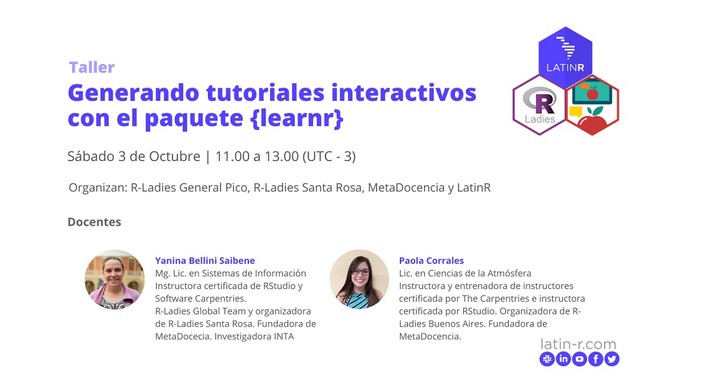 Taller
Generando tutoriales interactivos
con el paquete {learnr}
Sábado 3 de Octubre | 11.00 a 13.00 (UTC - 3)
Organizan: R-Ladies General Pico, R-Ladies Santa Rosa, MetaDocencia y LatinR
LATINR
R
Ladies
Docentes
Yanina Bellini Saibene
Mg. Lic. en Sistemas de Información
Instructora certificada de RStudio y
Software Carpentries.
R-Ladies Global Team y organizadora
de R-Ladies Santa Rosa. Fundadora de
MetaDocecia. Investigadora INTA
Paola Corrales
Lic. en Ciencias de la Atmósfera
Instructora y entrenadora de instructores
certificada por The Carpentries e instructora
certificada por RStudio. Organizadora de R-
Ladies Buenos Aires. Fundadora de
MetaDocencia.
latin-r.com